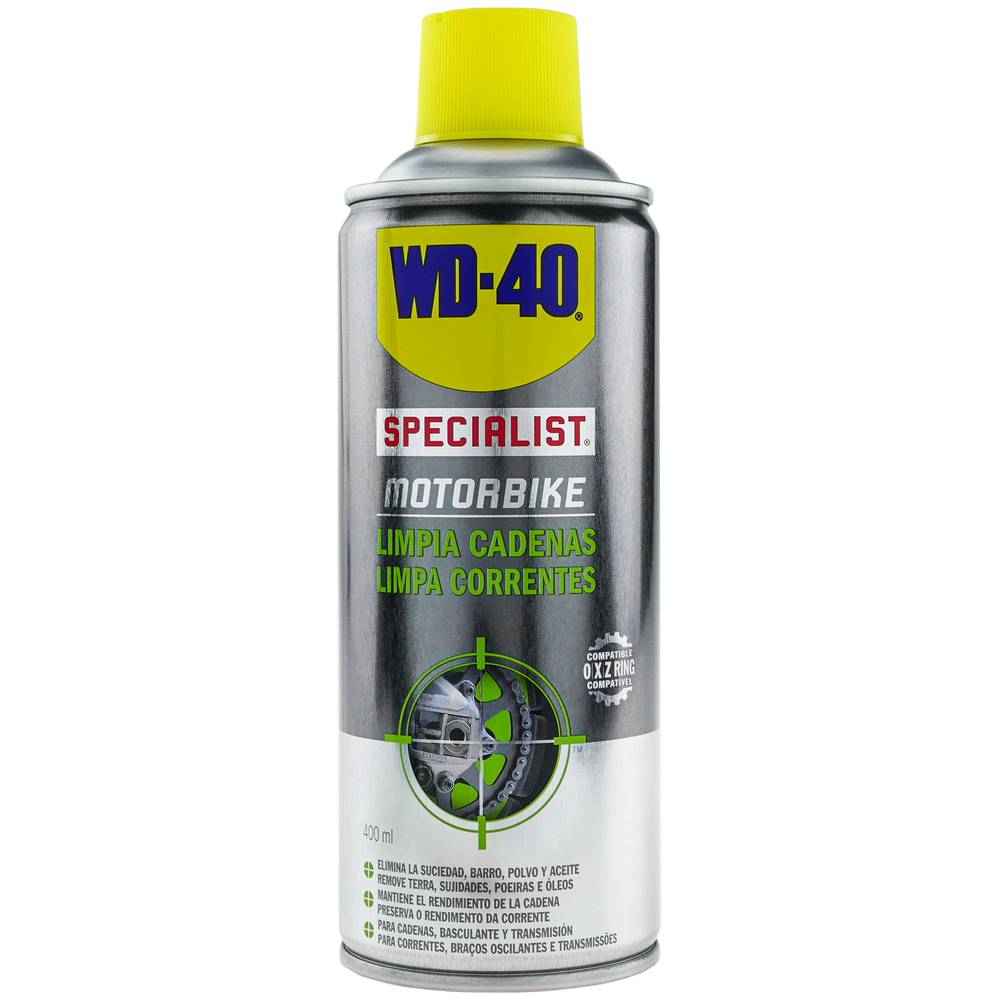 WD-40®
SPECIALIST®
MOTORBIKE
LIMPIA CADENAS
LIMPA CORRENTES
COMPATIBLE
O|X|Z RING
COMPATÍVEL
TM
400 ml
ELIMINA LA SUCIEDAD, BARRO, POLVO Y ACEITE
REMOVE TERRA, SUJIDADES, POEIRAS E ÓLEOS
MANTIENE EL RENDIMIENTO DE LA CADENA
PRESERVA O RENDIMENTO DA CORRENTE
PARA CADENAS, BASCULANTE Y TRANSMISIÓN
PARA CORRENTES, BRAÇOS OSCILANTES E TRANSMISSÕES